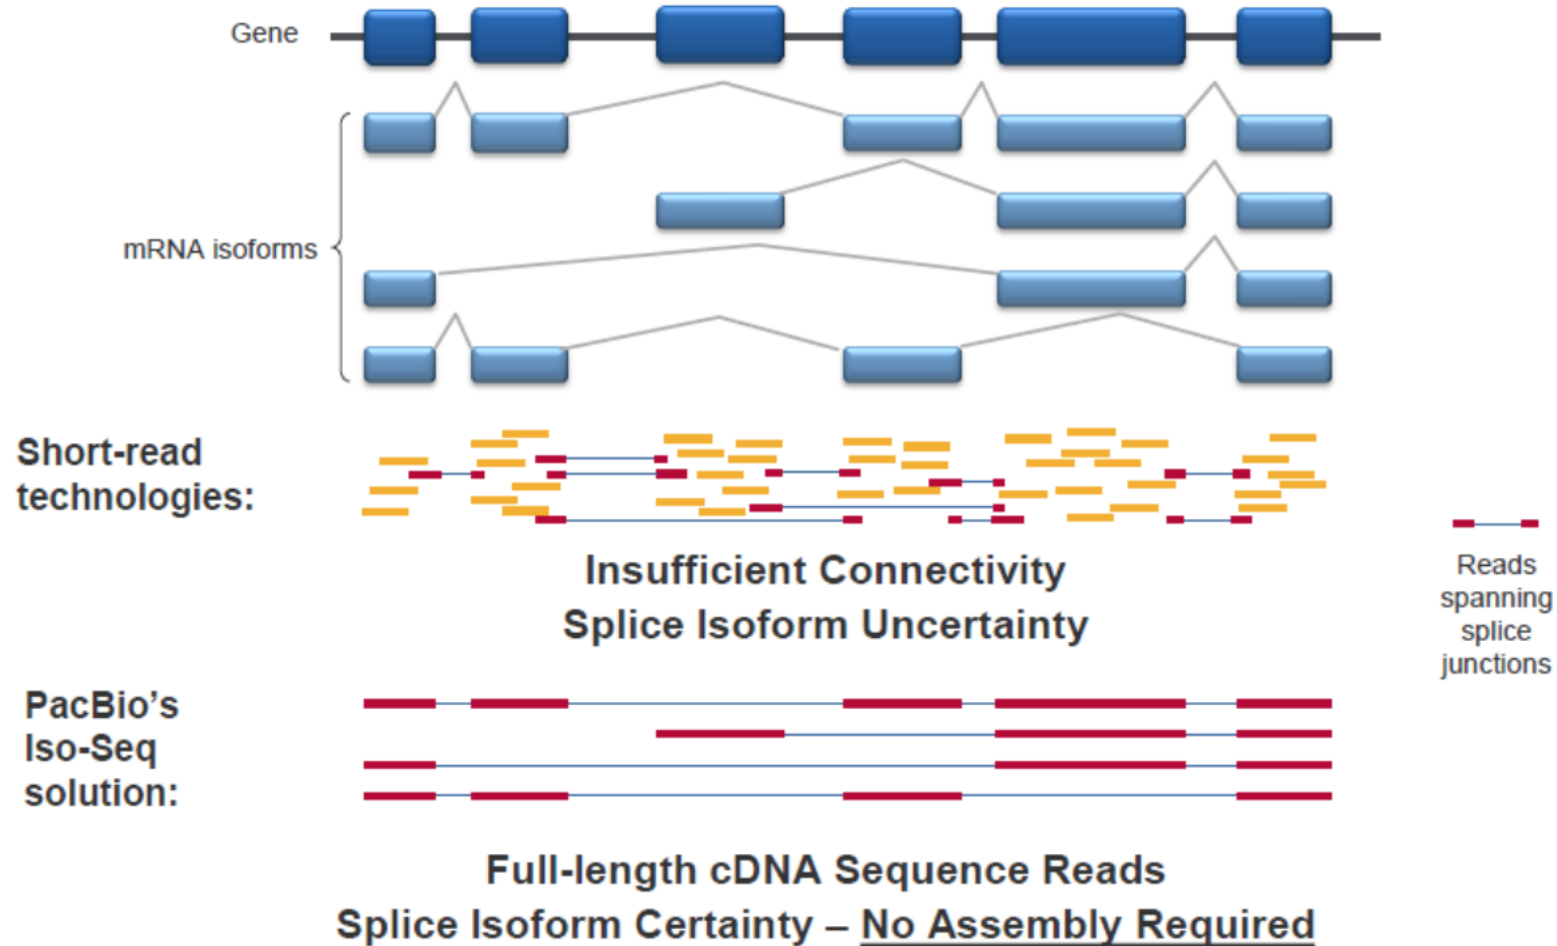 Gene
mRNA isoforms
Short-read
technologies:
Insufficient Connectivity
Splice Isoform Uncertainty
Reads
spanning
splice
junctions
PacBio’s
Iso-Seq
solution:
Full-length cDNA Sequence Reads
Splice Isoform Certainty – No Assembly Required